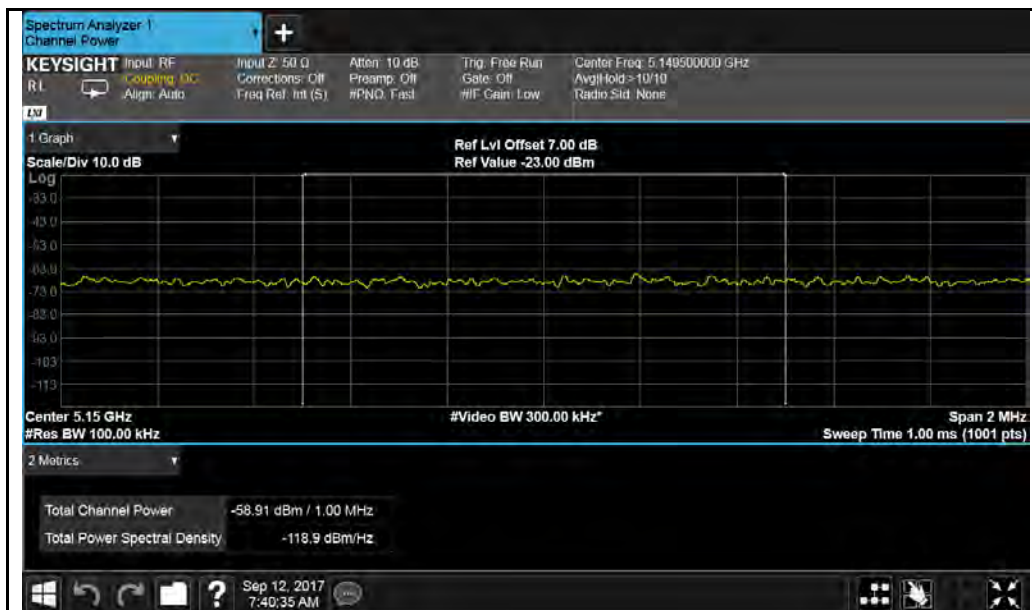 Spectrum Analyzer 1
Channel Power
+
KEYSIGHT Input: RF Input Z: 50 Ω Atten: 10 dB Trig: Free Run Center Freq: 5.149500000 GHz
RL Coupling: DC Corrections: Off Preamp: Off Gate: Off Avg|Hold:>10/10
Align: Auto Freq Ref: Int (S) #PNO: Fast #IF Gain: Low Radio Std: None
LXI
1 Graph
Ref Lvl Offset 7.00 dB
Scale/Div 10.0 dB Ref Value -23.00 dBm
Log
-33.0
-43.0
-53.0
-63.0
-73.0
-83.0
-93.0
-103
-113
Center 5.15 GHz #Video BW 300.00 kHz* Span 2 MHz
#Res BW 100.00 kHz Sweep Time 1.00 ms (1001 pts)
2 Metrics
Total Channel Power -58.91 dBm / 1.00 MHz
Total Power Spectral Density -118.9 dBm/Hz
? Sep 12, 2017
7:40:35 AM